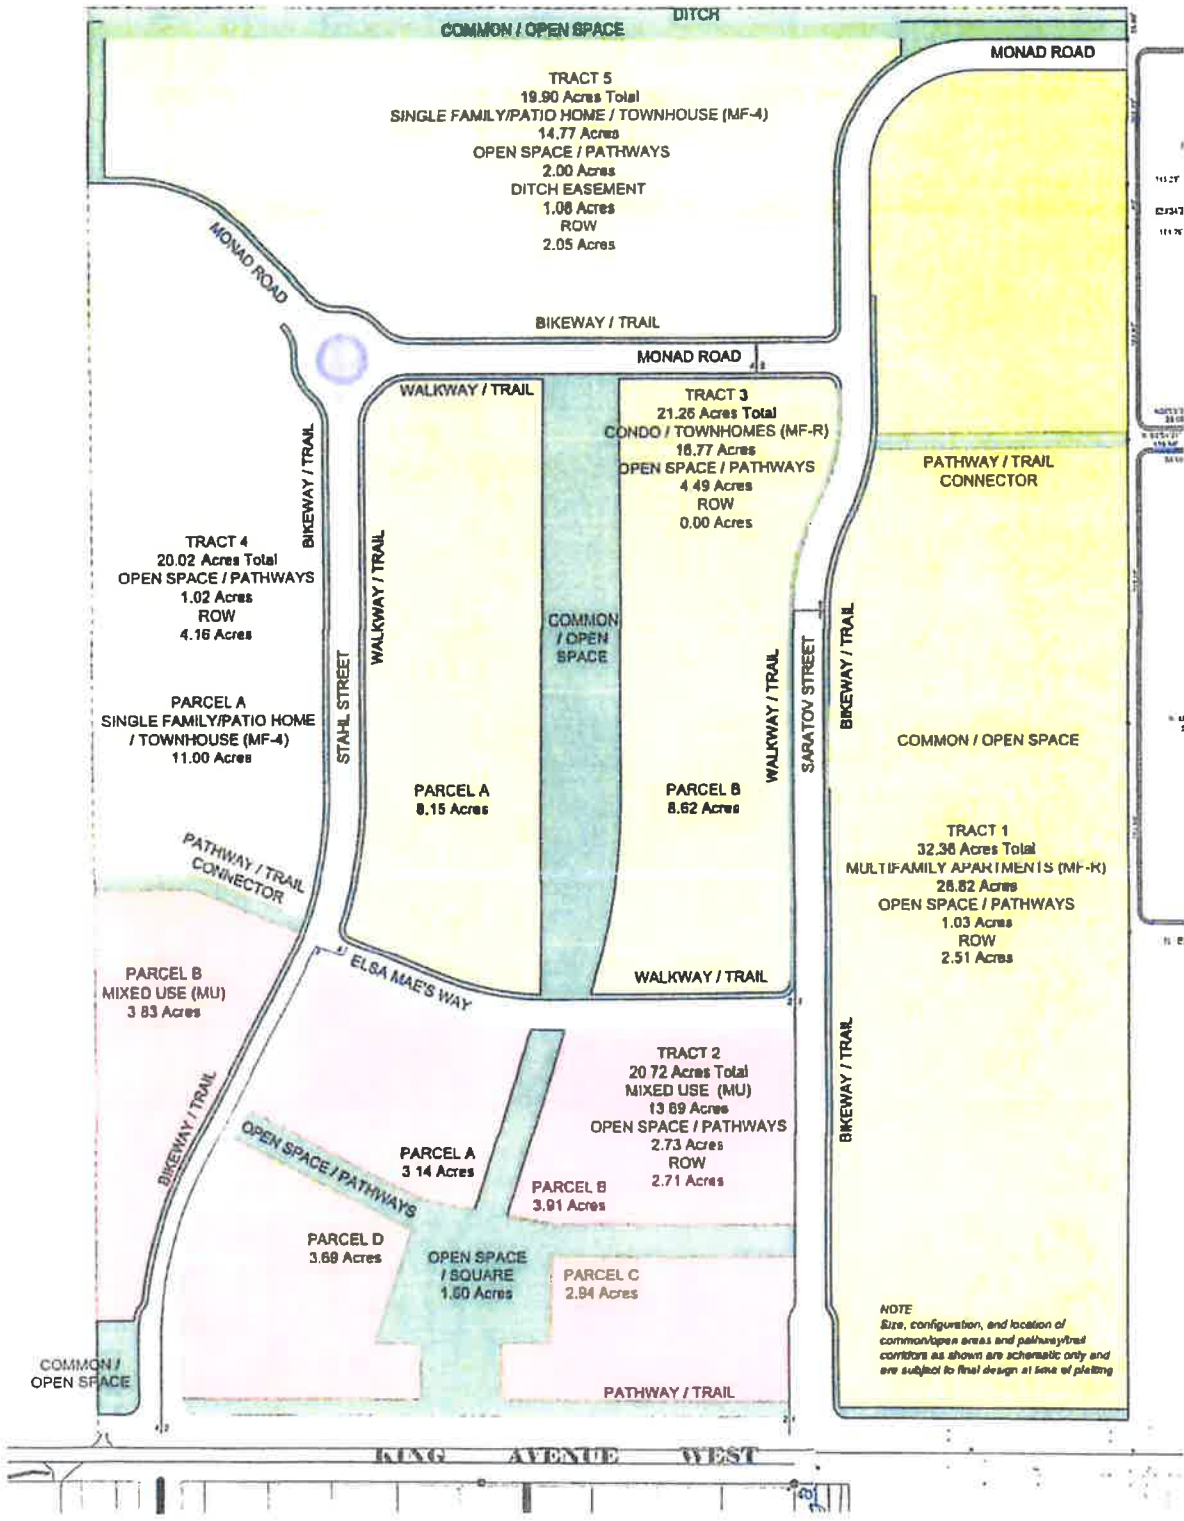 DITCH
COMMON / OPEN SPACE
MONAD ROAD
TRACT 5
19.90 Acres Total
SINGLE FAMILY/PATIO HOME / TOWNHOUSE (MF-4)
14.77 Acres
OPEN SPACE / PATHWAYS
2.00 Acres
DITCH EASEMENT
1.08 Acres
ROW
2.05 Acres
MONAD ROAD
BIKEWAY / TRAIL
MONAD ROAD
WALKWAY / TRAIL
TRACT 3
21.26 Acres Total
CONDO / TOWNHOMES (MF-R)
16.77 Acres
OPEN SPACE / PATHWAYS
4.49 Acres
ROW
0.00 Acres
PATHWAY / TRAIL
CONNECTOR
BIKEWAY / TRAIL
WALKWAY / TRAIL
TRACT 4
20.02 Acres Total
OPEN SPACE / PATHWAYS
1.02 Acres
ROW
4.16 Acres
COMMON
/ OPEN
SPACE
STAHL STREET
WALKWAY / TRAIL
SARATOV STREET
BIKEWAY / TRAIL
PARCEL A
SINGLE FAMILY/PATIO HOME
/ TOWNHOUSE (MF-4)
11.00 Acres
COMMON / OPEN SPACE
PARCEL A
8.15 Acres
PARCEL B
8.62 Acres
TRACT 1
32.36 Acres Total
MULTIFAMILY APARTMENTS (MF-R)
28.82 Acres
OPEN SPACE / PATHWAYS
1.03 Acres
ROW
2.51 Acres
PATHWAY / TRAIL
CONNECTOR
PARCEL B
MIXED USE (MU)
3.83 Acres
ELSA MAE'S WAY
WALKWAY / TRAIL
BIKEWAY / TRAIL
TRACT 2
20.72 Acres Total
MIXED USE (MU)
13.69 Acres
OPEN SPACE / PATHWAYS
2.73 Acres
ROW
2.71 Acres
BIKEWAY / TRAIL
OPEN SPACE / PATHWAYS
PARCEL A
3.14 Acres
PARCEL B
3.91 Acres
PARCEL D
3.69 Acres
OPEN SPACE
/ SQUARE
1.60 Acres
PARCEL C
2.94 Acres
NOTE
Size, configuration, and location of
common/open areas and pathway/trail
corridors as shown are schematic only and
are subject to final design at time of platting
COMMON /
OPEN SPACE
PATHWAY / TRAIL
KING AVENUE WEST